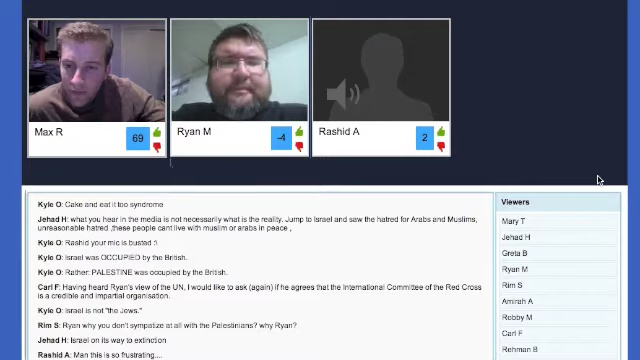 Max R
69
Ryan M
-4
Rashid A
2
Kyle O: Cake and eat it too syndrome
Jehad H: what you hear in the media is not necessarily what is the reality. Jump to Israel and saw the hatred for Arabs and Muslims,
unreasonable hatred ,these people cant live with muslim or arabs in peace ,
Kyle O: Rashid your mic is busted :\
Kyle O: Israel was OCCUPIED by the British.
Kyle O: Rather: PALESTINE was occupied by the British.
Carl F: Having heard Ryan's view of the UN, I would like to ask (again) if he agrees that the International Committee of the Red Cross
is a credible and impartial organisation.
Kyle O: Israel is not "the Jews."
Rim S: Ryan why you don't sympatize at all with the Palestinians? why Ryan?
Jehad H: Israel on its way to extinction
Rashid A: Man this is so frustrating....
Viewers
Mary T
Jehad H
Greta B
Ryan M
Rim S
Amirah A
Robby M
Carl F
Rehman B